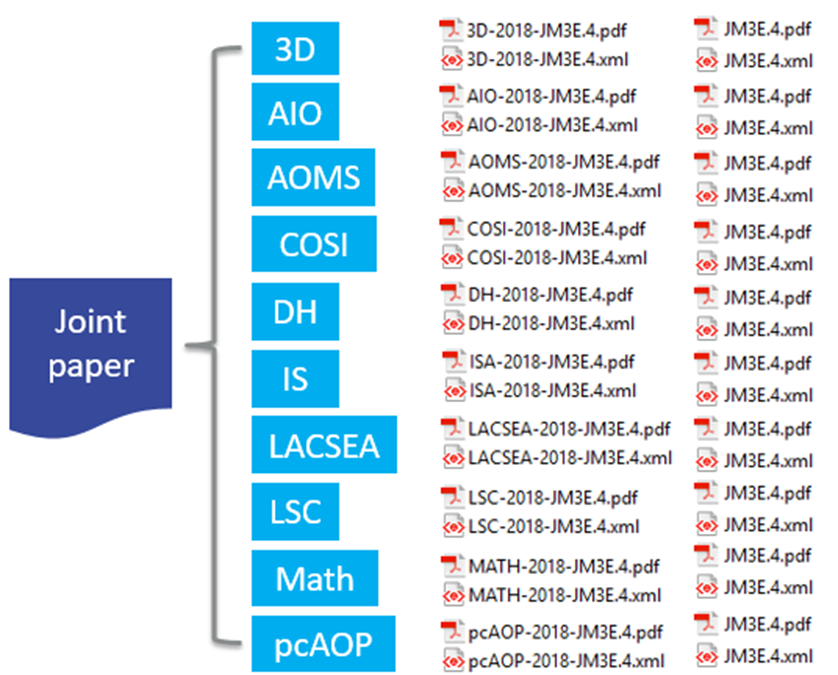 Joint
paper
3D
3D-2018-JM3E.4.pdf
JM3E.4.pdf
3D-2018-JM3E.4.xml
JM3E.4.xml
AIO
AIO-2018-JM3E.4.pdf
JM3E.4.pdf
AIO-2018-JM3E.4.xml
JM3E.4.xml
AOMS
AOMS-2018-JM3E.4.pdf
JM3E.4.pdf
AOMS-2018-JM3E.4.xml
JM3E.4.xml
COSI
COSI-2018-JM3E.4.pdf
JM3E.4.pdf
COSI-2018-JM3E.4.xml
JM3E.4.xml
DH
DH-2018-JM3E.4.pdf
JM3E.4.pdf
DH-2018-JM3E.4.xml
JM3E.4.xml
IS
ISA-2018-JM3E.4.pdf
JM3E.4.pdf
ISA-2018-JM3E.4.xml
JM3E.4.xml
LACSEA
LACSEA-2018-JM3E.4.pdf
JM3E.4.pdf
LACSEA-2018-JM3E.4.xml
JM3E.4.xml
LSC
LSC-2018-JM3E.4.pdf
JM3E.4.pdf
LSC-2018-JM3E.4.xml
JM3E.4.xml
Math
MATH-2018-JM3E.4.pdf
JM3E.4.pdf
MATH-2018-JM3E.4.xml
JM3E.4.xml
pcAOP
pcAOP-2018-JM3E.4.pdf
JM3E.4.pdf
pcAOP-2018-JM3E.4.xml
JM3E.4.xml